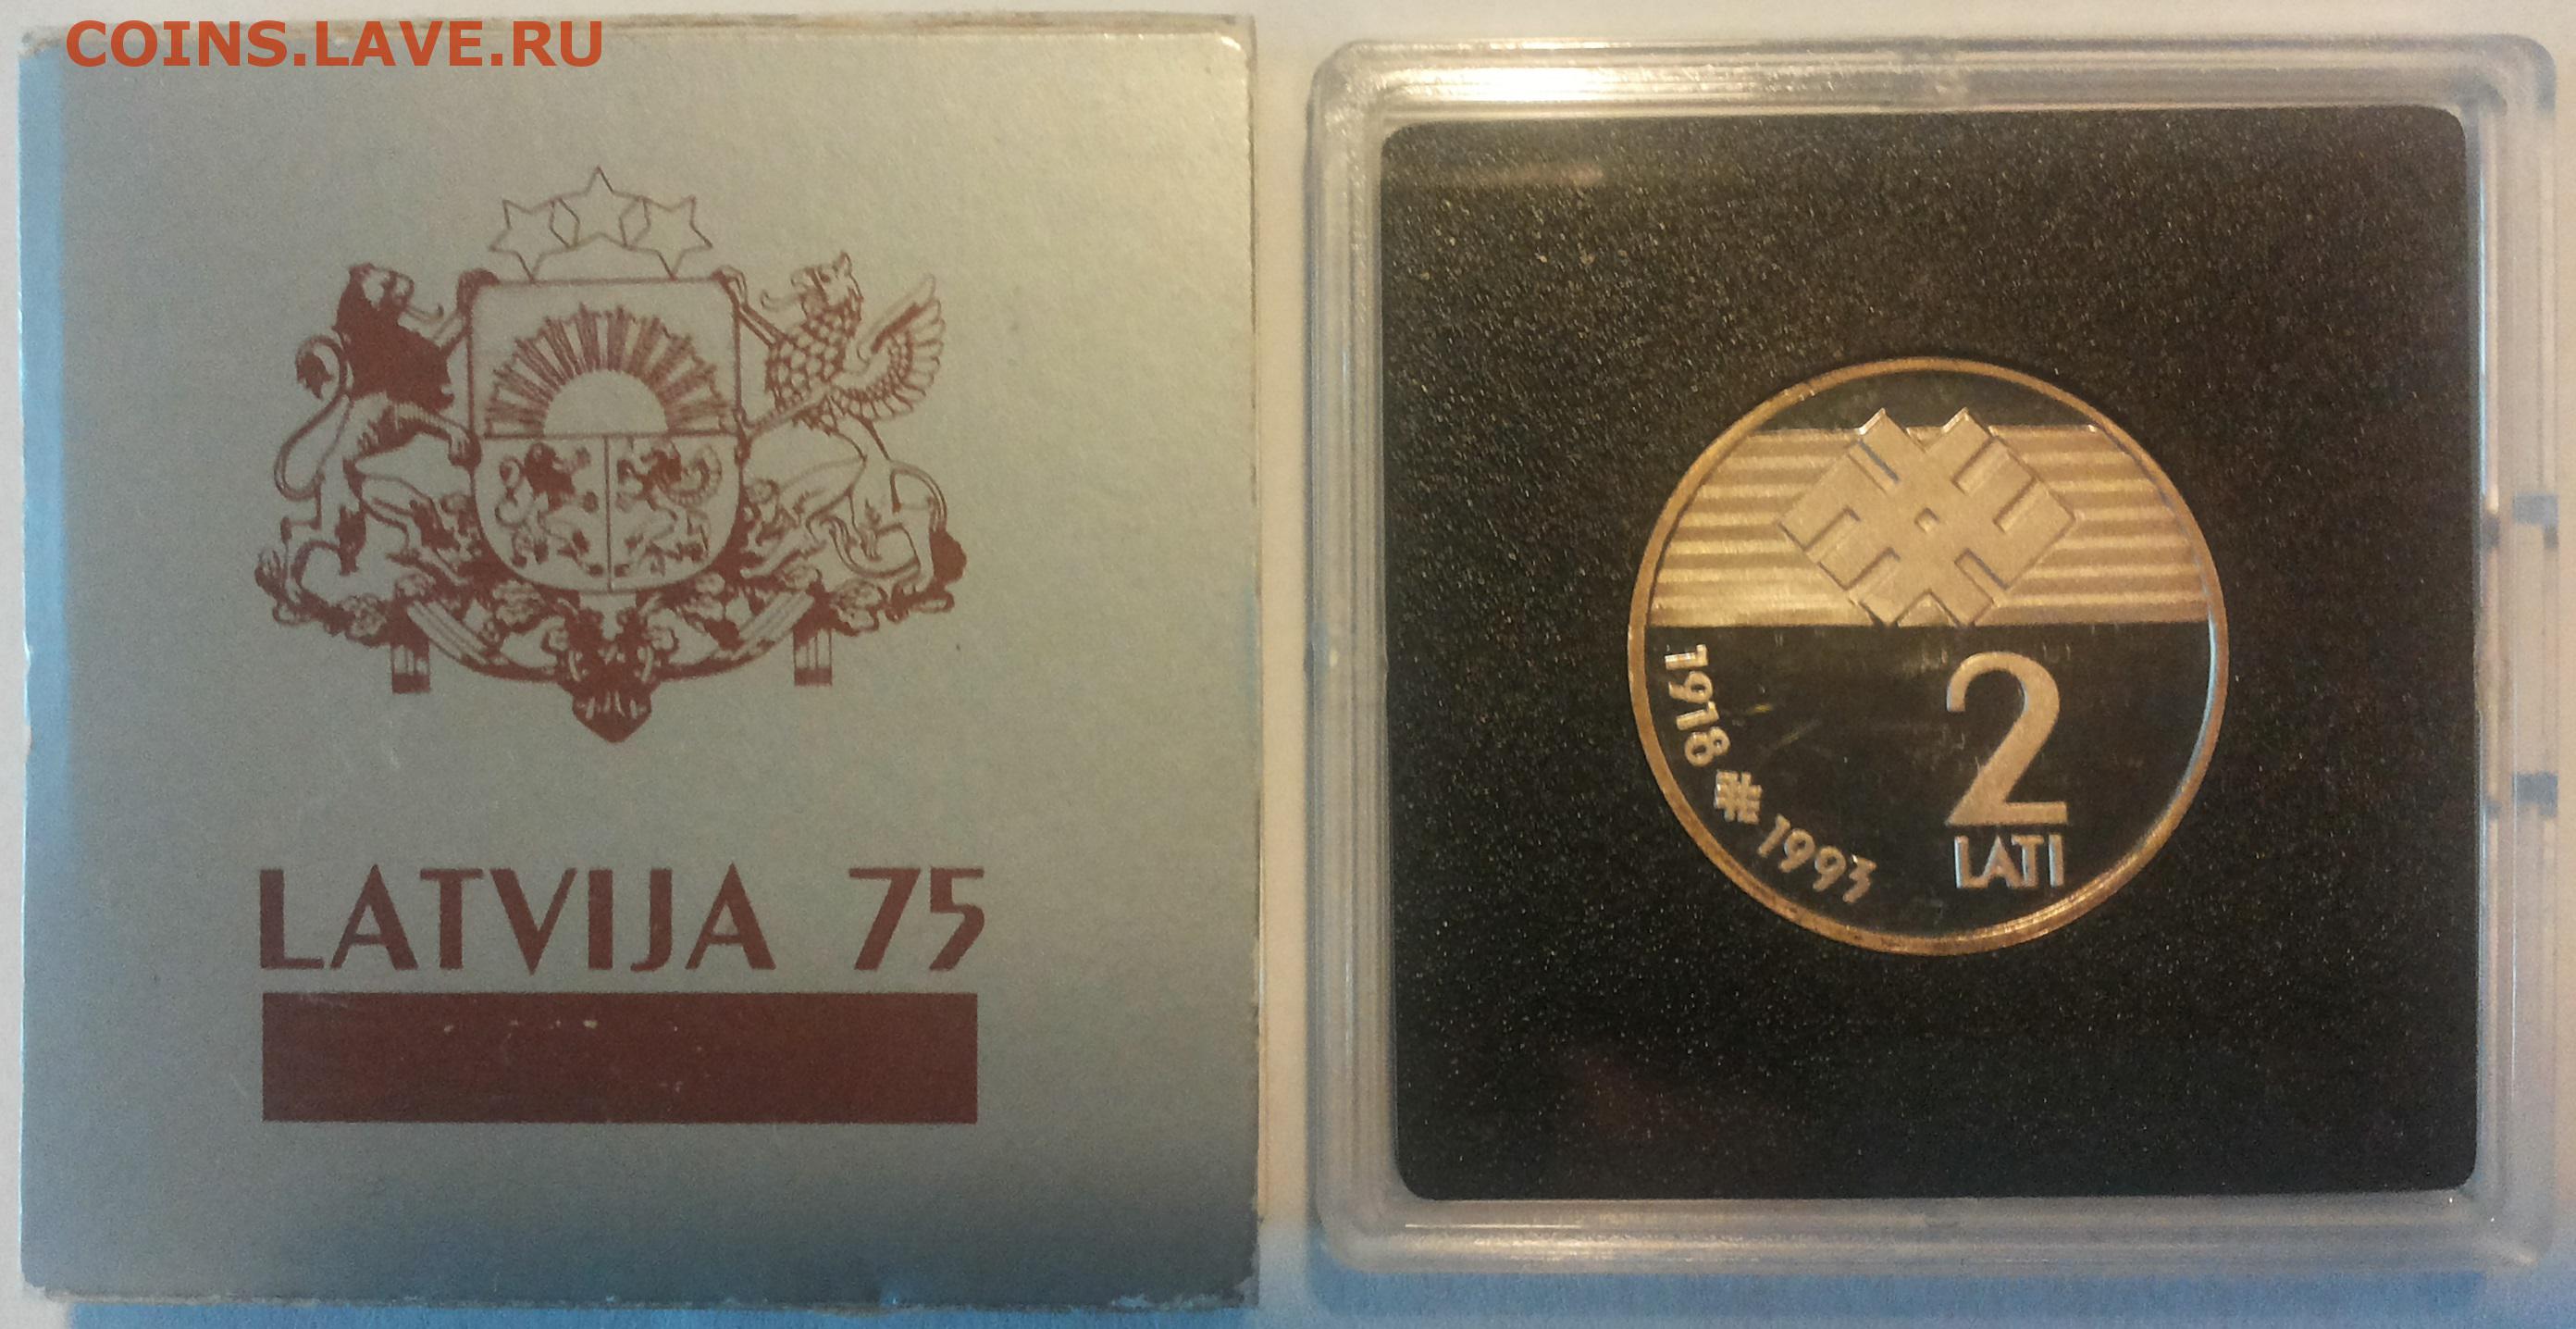 COINS.LAVE.RU
LATVIJA 75
1918 1993
2
LATI